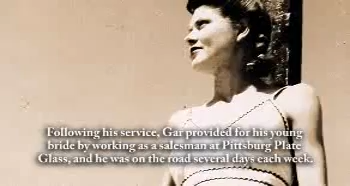 Following his service, Gar provided for his young
bride by working as a salesman at Pittsburg Plate
Glass, and he was on the road several days each week.